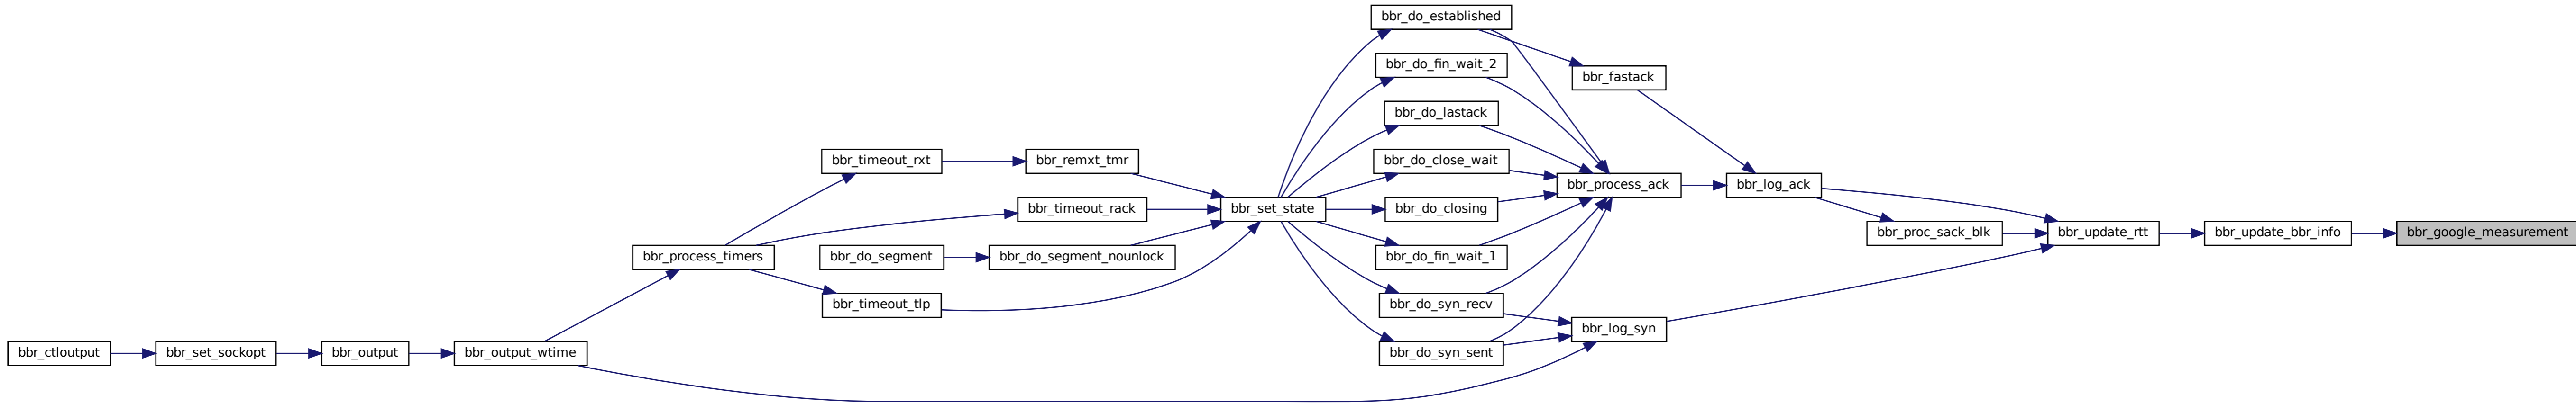 bbr_do_established
bbr_do_fin_wait_2
bbr_fastack
bbr_do_lastack
bbr_timeout_rxt
bbr_remxt_tmr
bbr_do_close_wait
bbr_process_ack
bbr_log_ack
bbr_timeout_rack
bbr_set_state
bbr_do_closing
bbr_proc_sack_blk
bbr_update_rtt
bbr_update_bbr_info
bbr_google_measurement
bbr_process_timers
bbr_do_segment
bbr_do_segment_nounlock
bbr_do_fin_wait_1
bbr_timeout_tlp
bbr_do_syn_recv
bbr_log_syn
bbr_ctloutput
bbr_set_sockopt
bbr_output
bbr_output_wtime
bbr_do_syn_sent